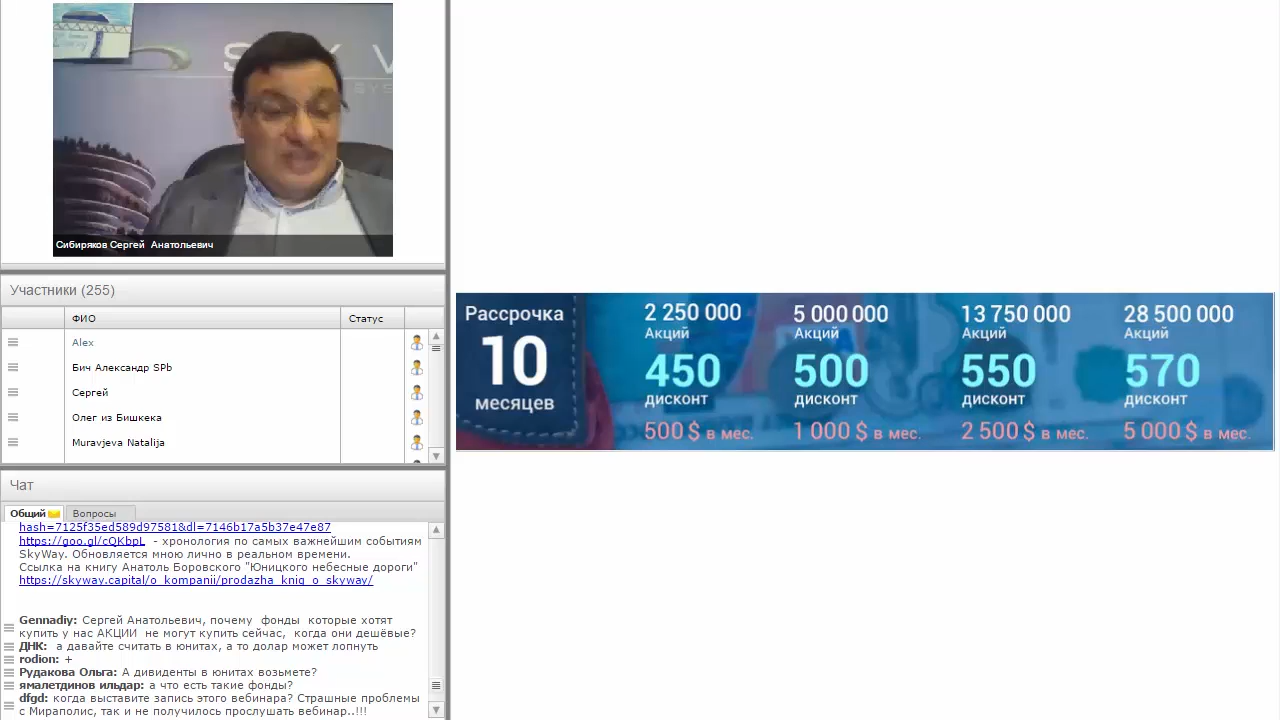 SKY W
SYS
Сибиряков Сергей Анатольевич
Участники (255)
ФИО
Статус
Alex
Бич Александр SPb
Сергей
Олег из Бишкека
Muravjeva Natalija
Чат
Общий
Вопросы
hash=7125f35ed589d97581&dl=7146b17a5b37e47e87
https://goo.gl/cQKbpL - хронология по самых важнейшим событиям
SkyWay. Обновляется мною лично в реальном времени.
Ссылка на книгу Анатоль Боровского "Юницкого небесные дороги"
https://skyway.capital/o_kompanii/prodazha_knig_o_skyway/
Gennadiy: Сергей Анатольевич, почему фонды которые хотят
купить у нас АКЦИИ не могут купить сейчас, когда они дешёвые?
ДНК: а давайте считать в юнитах, а то долар может лопнуть
rodion: +
Рудакова Ольга: А дивиденты в юнитах возьмете?
ямалетдинов ильдар: а что есть такие фонды?
dfgd: когда выставите запись этого вебинара? Страшные проблемы
с Мираполис, так и не получилось прослушать вебинар..!!!
Рассрочка
10
месяцев
2 250 000
Акций
450
дисконт
500 $ в мес.
5 000 000
Акций
500
дисконт
1 000 $ в мес.
13 750 000
Акций
550
дисконт
2 500 $ в мес.
28 500 000
Акций
570
дисконт
5 000 $ в мес.